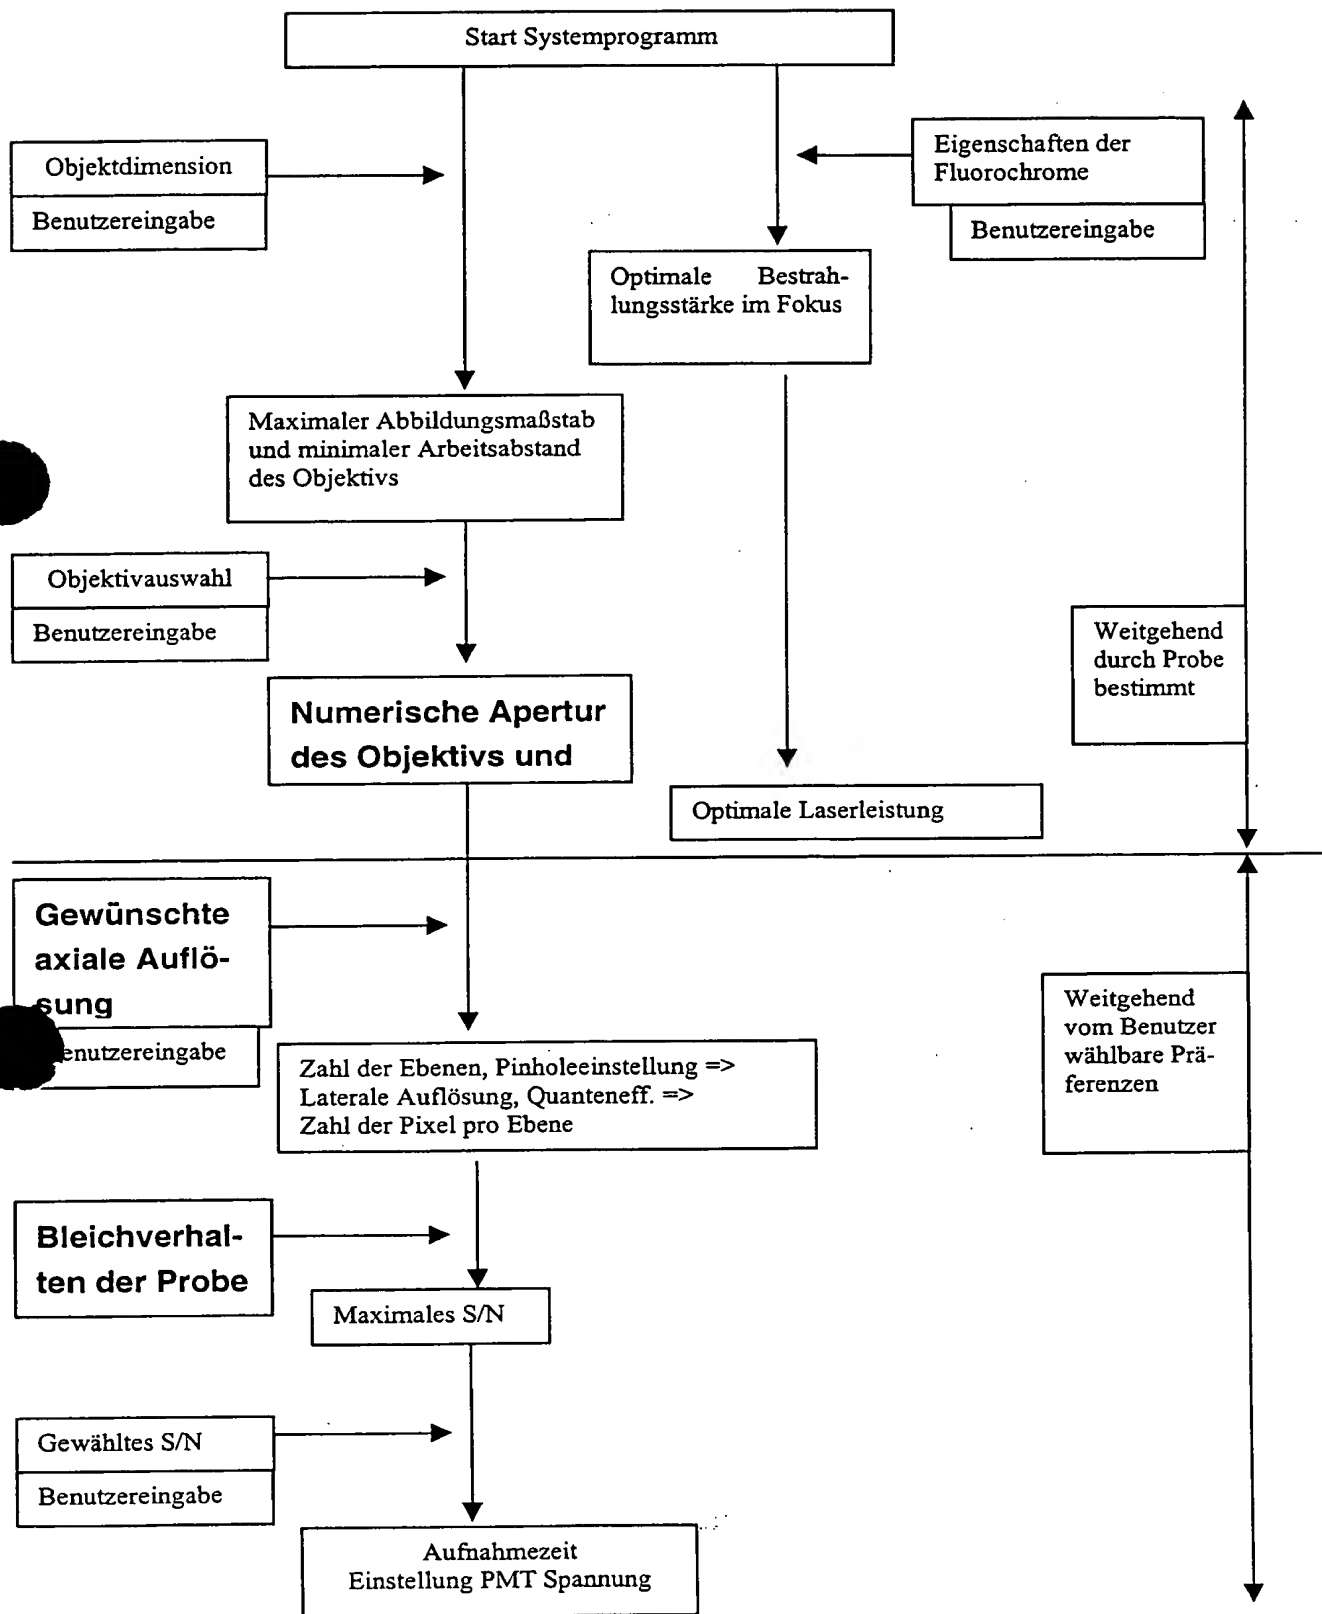 Start Systemprogramm
Objektdimension
Benutzereingabe
Eigenschaften der
Fluorochrome
Benutzereingabe
Optimale Bestrah-
lungsstärke im Fokus
Maximaler Abbildungsmaßstab
und minimaler Arbeitsabstand
des Objektivs
Objektivauswahl
Benutzereingabe
Weitgehend
durch Probe
bestimmt
Numerische Apertur
des Objektivs und
Optimale Laserleistung
Gewünschte
axiale Auflö-
sung
enutzereingabe
Weitgehend
vom Benutzer
wählbare Prä-
ferenzen
Zahl der Ebenen, Pinholeeinstellung =>
Laterale Auflösung, Quanteneff. =>
Zahl der Pixel pro Ebene
Bleichverhal-
ten der Probe
Maximales S/N
Gewähltes S/N
Benutzereingabe
Aufnahmezeit
Einstellung PMT Spannung